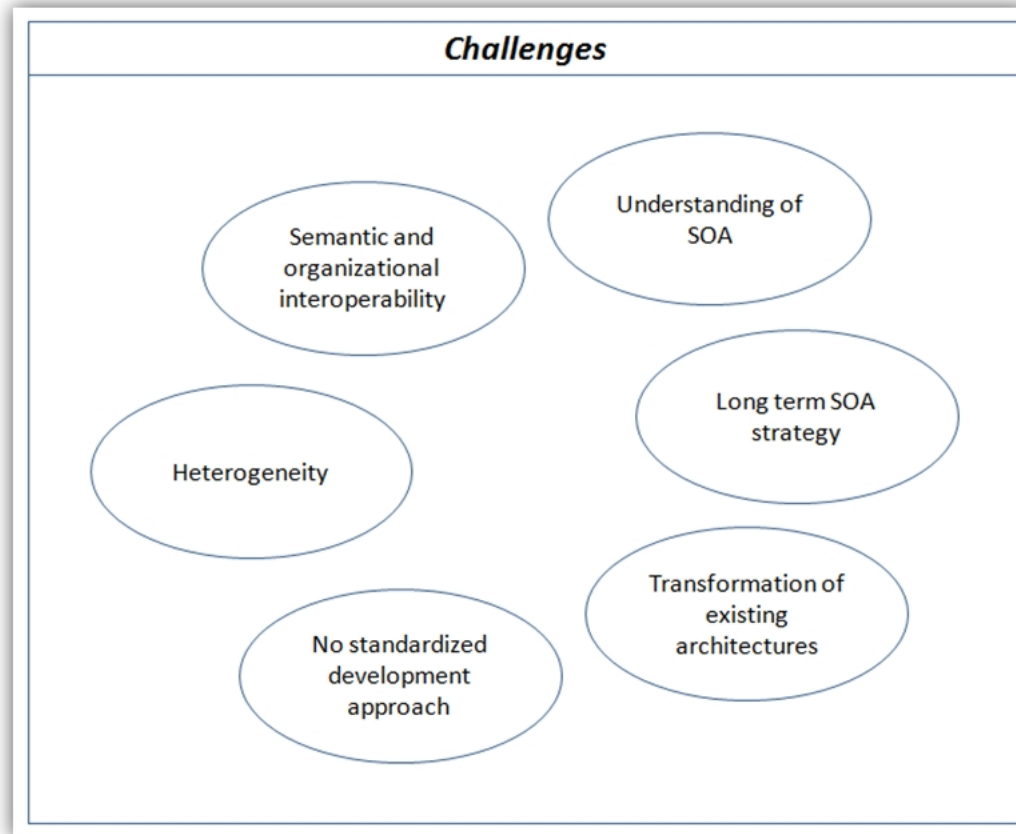 Challenges
Understanding of
SOA
Semantic and
organizational
interoperability
Long term SOA
strategy
Heterogeneity
Transformation of
existing
architectures
No standardized
development
approach